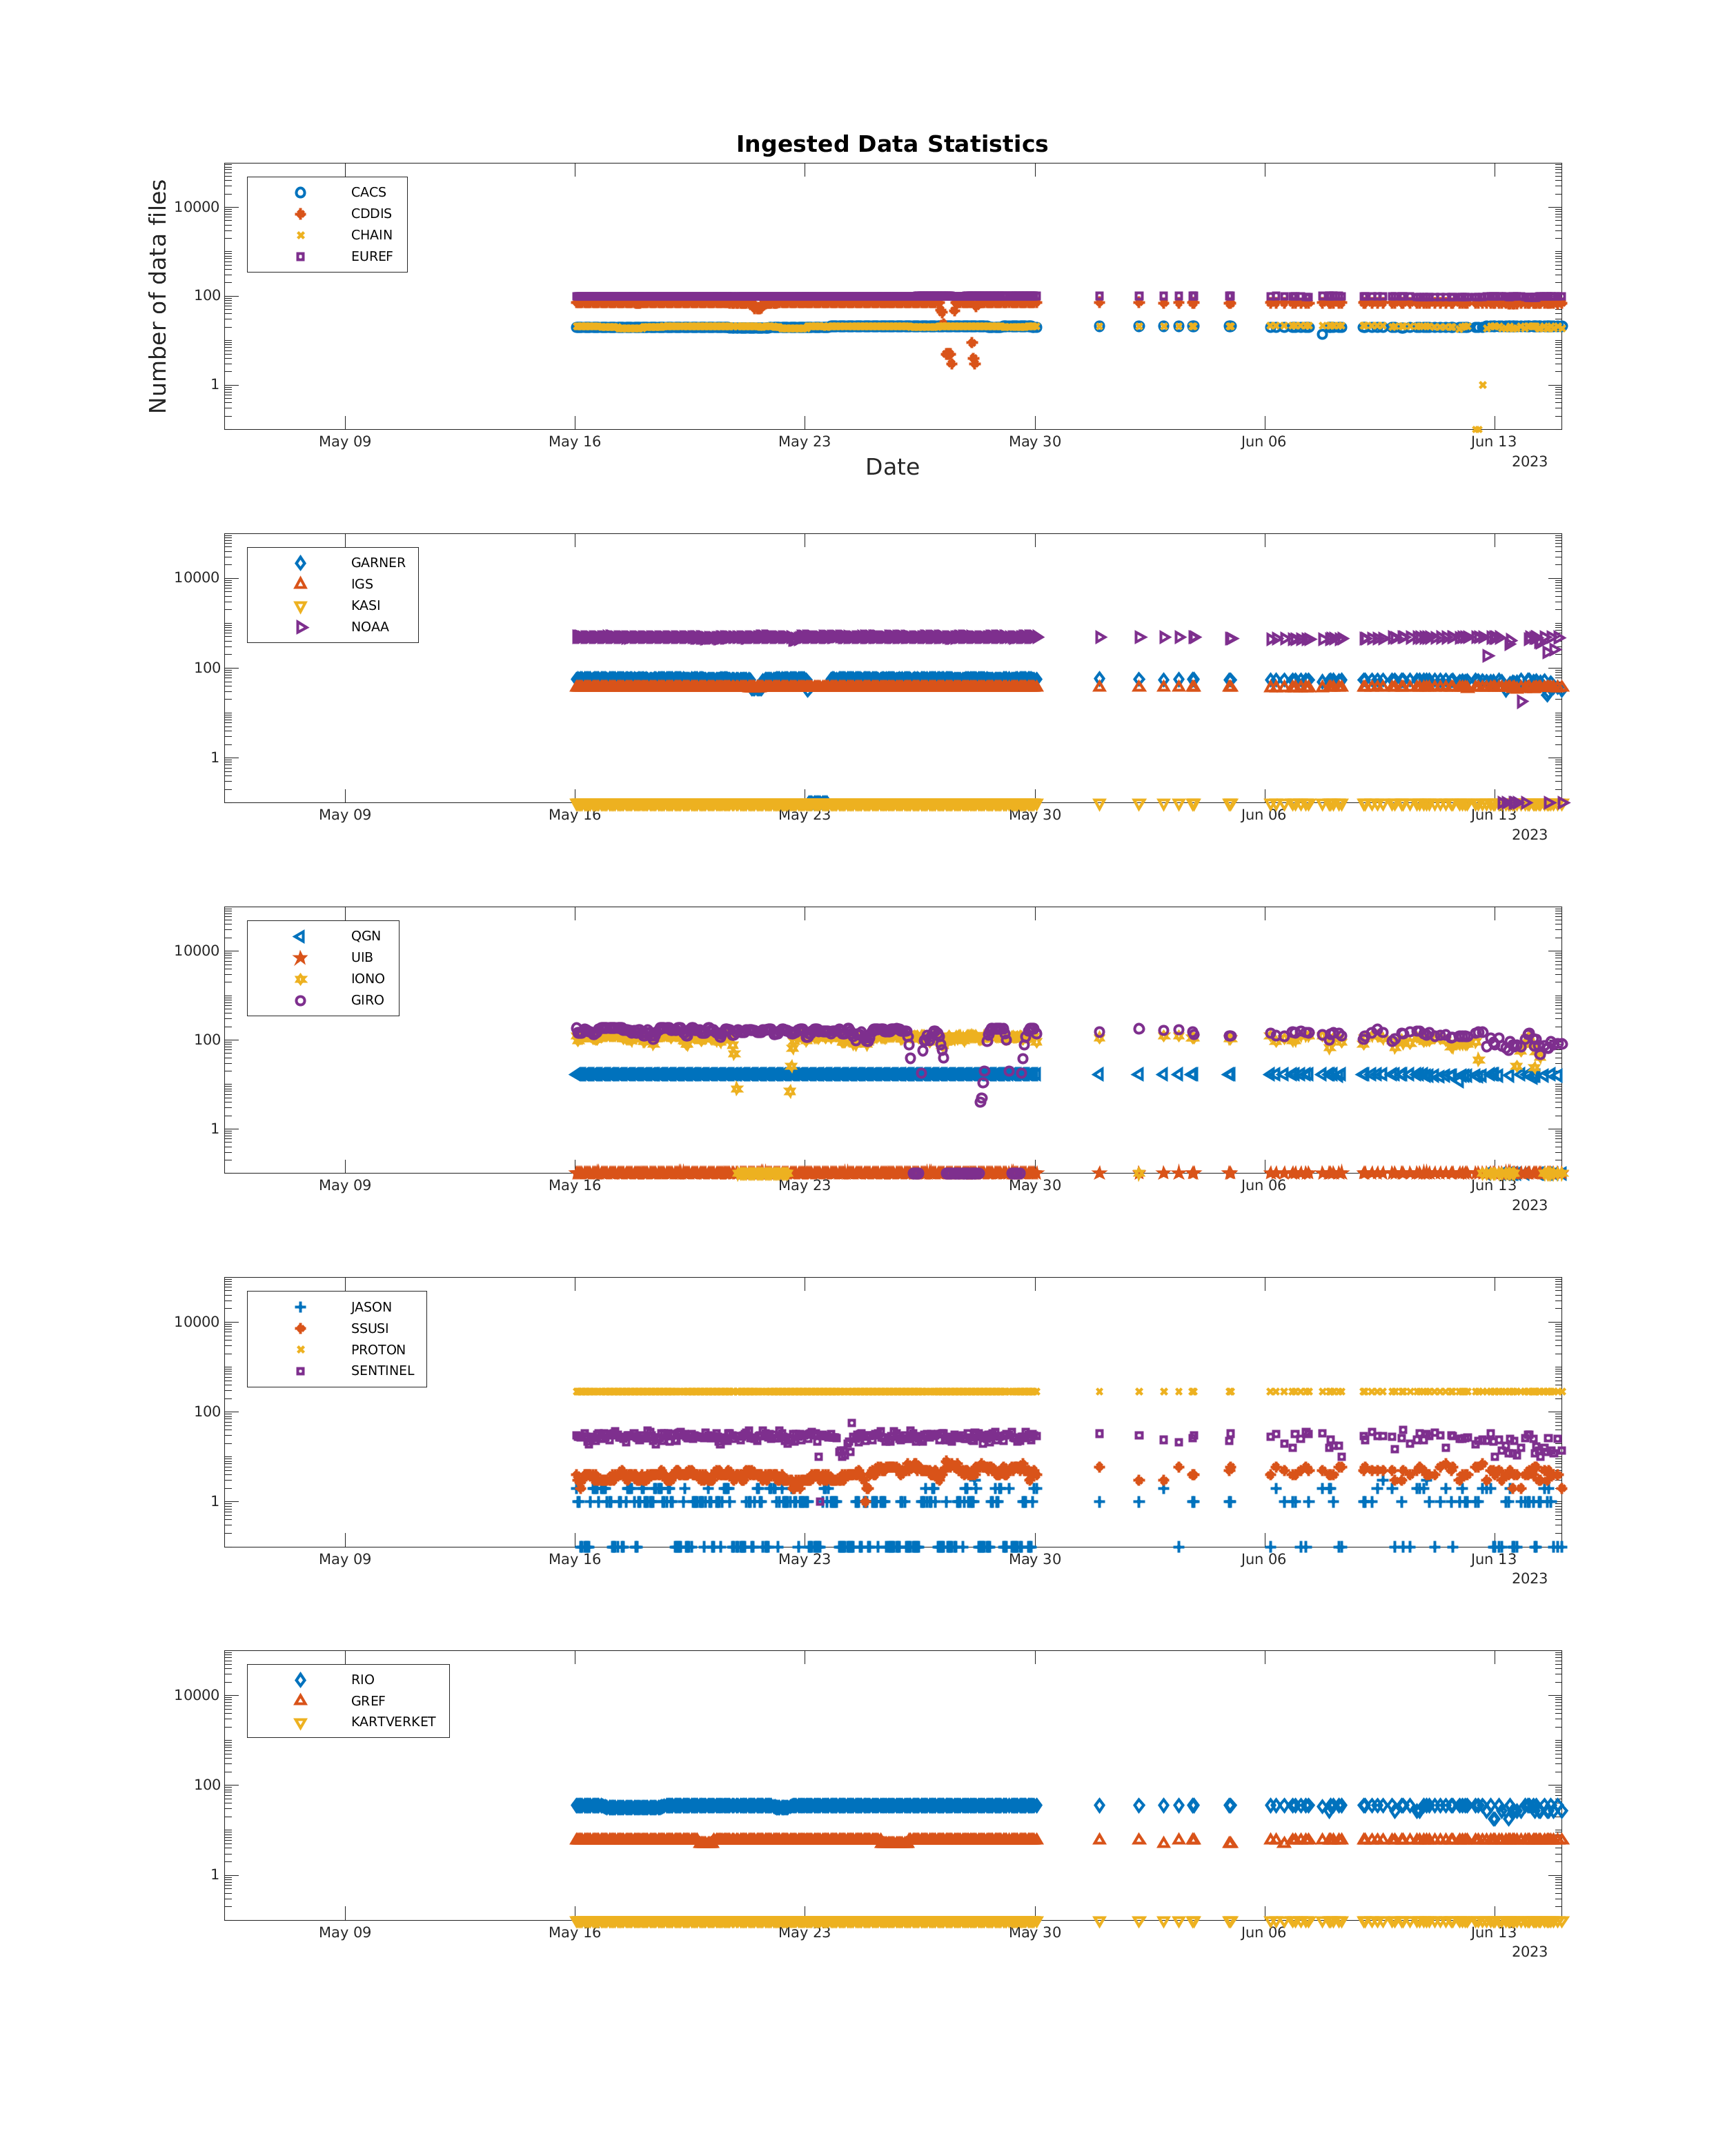 Ingested Data Statistics
Number of data files
10000
100
1
CACS
CDDIS
CHAIN
EUREF
May 09 May 16 May 23 May 30 Jun 06 Jun 13
2023
Date
10000
100
1
GARNER
IGS
KASI
NOAA
May 09 May 16 May 23 May 30 Jun 06 Jun 13
2023
10000
100
1
QGN
UIB
IONO
GIRO
May 09 May 16 May 23 May 30 Jun 06 Jun 13
2023
10000
100
1
JASON
SSUSI
PROTON
SENTINEL
May 09 May 16 May 23 May 30 Jun 06 Jun 13
2023
10000
100
1
RIO
GREF
KARTVERKET
May 09 May 16 May 23 May 30 Jun 06 Jun 13
2023